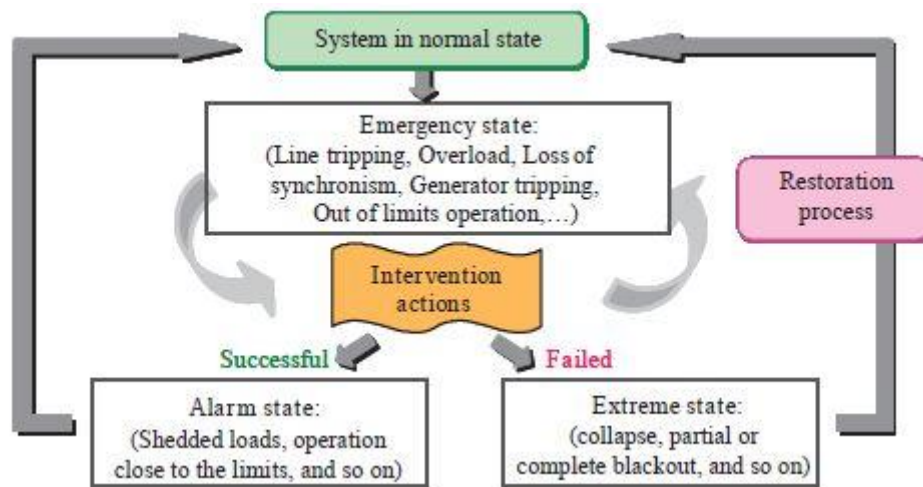 System in normal state
Emergency state:
(Line tripping, Overload, Loss of
synchronism, Generator tripping,
Out of limits operation,…)
Restoration
process
Intervention
actions
Successful
Failed
Alarm state:
(Shedded loads, operation
close to the limits, and so on)
Extreme state:
(collapse, partial or
complete blackout, and so on)